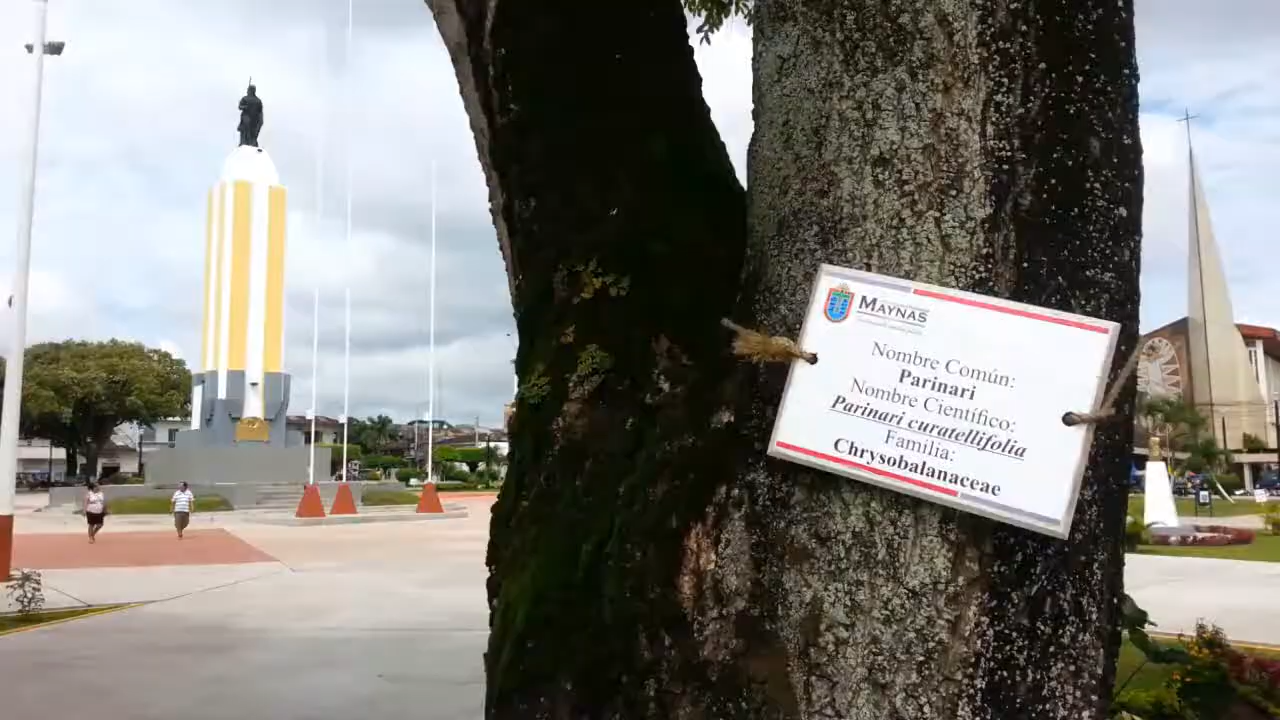 MAYNAS
Nombre Común:
Parinari
Nombre Científico:
Parinari curatellifolia
Familia:
Chrysobalanaceae